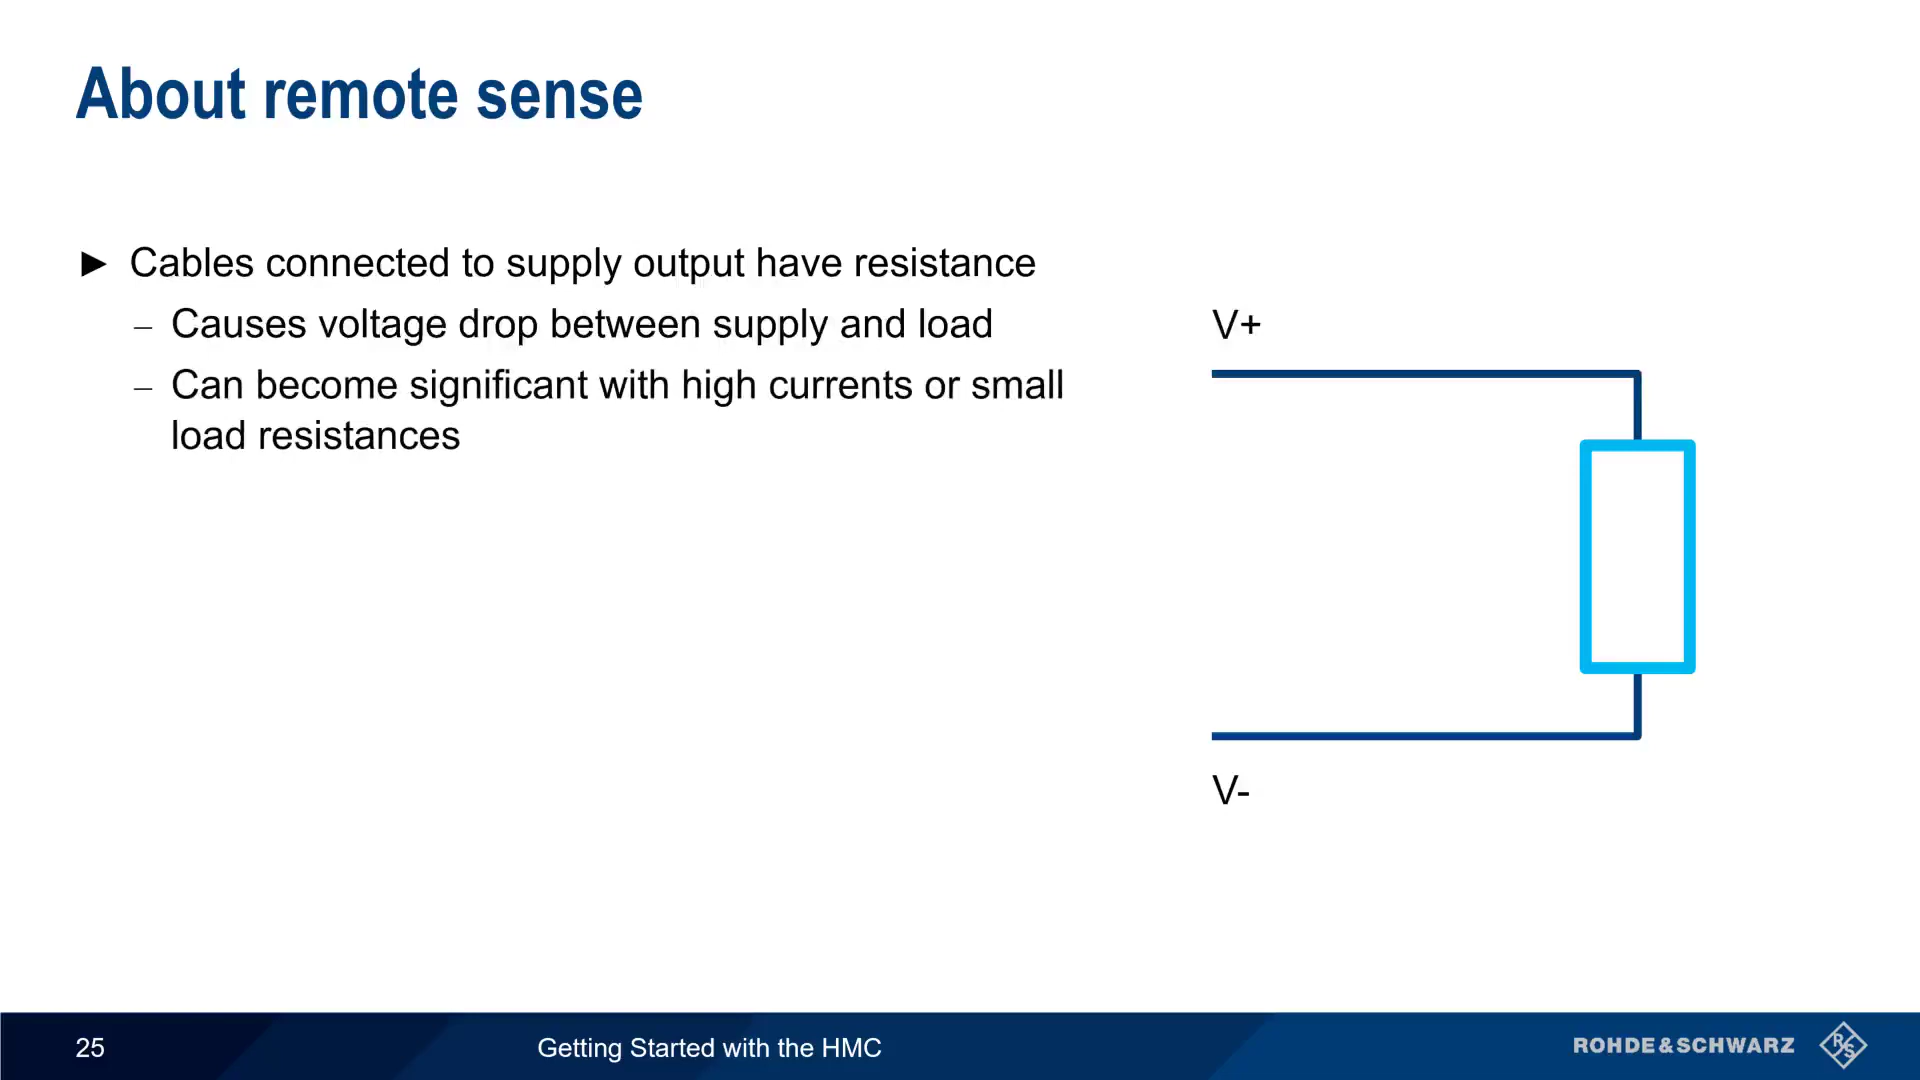 About remote sense
► Cables connected to supply output have resistance
– Causes voltage drop between supply and load
– Can become significant with high currents or small
load resistances
V+
V-
25
Getting Started with the HMC
ROHDE&SCHWARZ
R&S